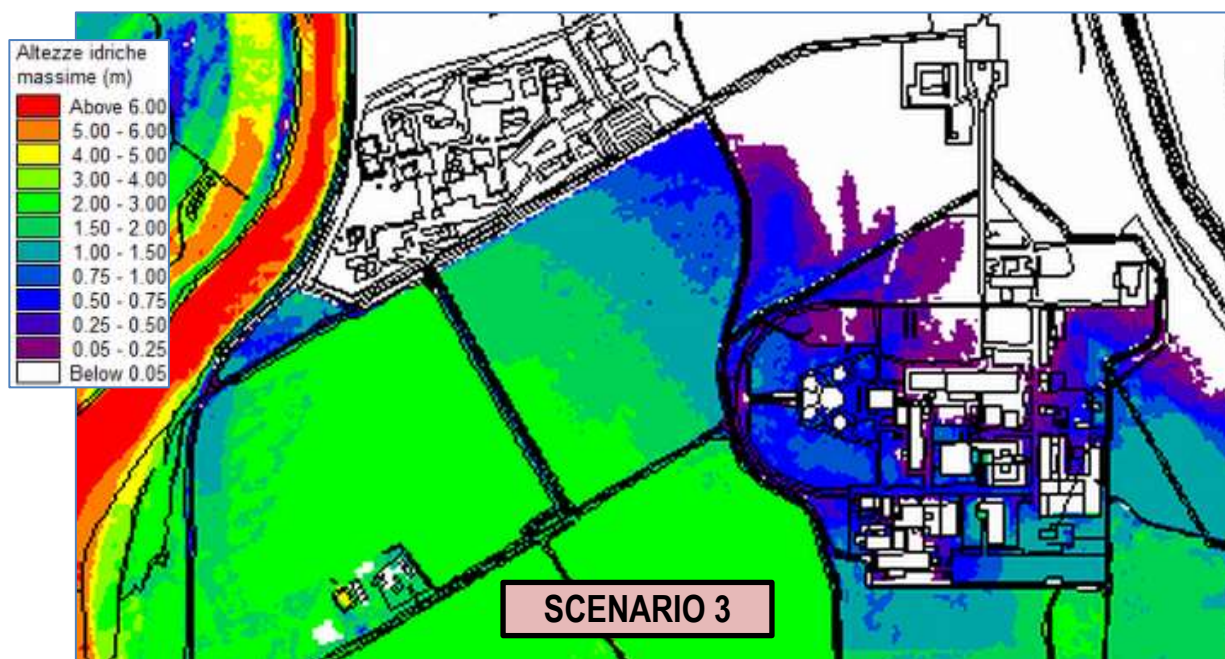 Altezze idriche
massime (m)
Above 6.00
5.00 - 6.00
4.00 - 5.00
3.00 - 4.00
2.00 - 3.00
1.50 - 2.00
1.00 - 1.50
0.75 - 1.00
0.50 - 0.75
0.25 - 0.50
0.05 - 0.25
Below 0.05
SCENARIO 3